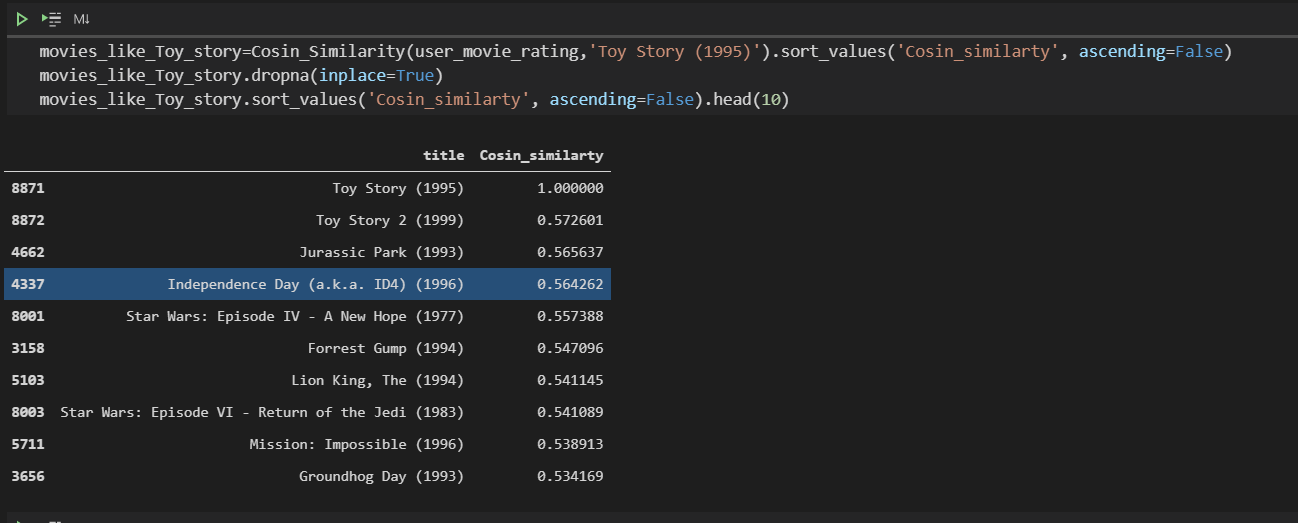 M↓
movies_like_Toy_story=Cosin_Similarity(user_movie_rating,'Toy Story (1995)').sort_values('Cosin_similarty', ascending=False)
movies_like_Toy_story.dropna(inplace=True)
movies_like_Toy_story.sort_values('Cosin_similarty', ascending=False).head(10)
title Cosin_similarty
8871 Toy Story (1995) 1.000000
8872 Toy Story 2 (1999) 0.572601
4662 Jurassic Park (1993) 0.565637
4337 Independence Day (a.k.a. ID4) (1996) 0.564262
8001 Star Wars: Episode IV - A New Hope (1977) 0.557388
3158 Forrest Gump (1994) 0.547096
5103 Lion King, The (1994) 0.541145
8003 Star Wars: Episode VI - Return of the Jedi (1983) 0.541089
5711 Mission: Impossible (1996) 0.538913
3656 Groundhog Day (1993) 0.534169